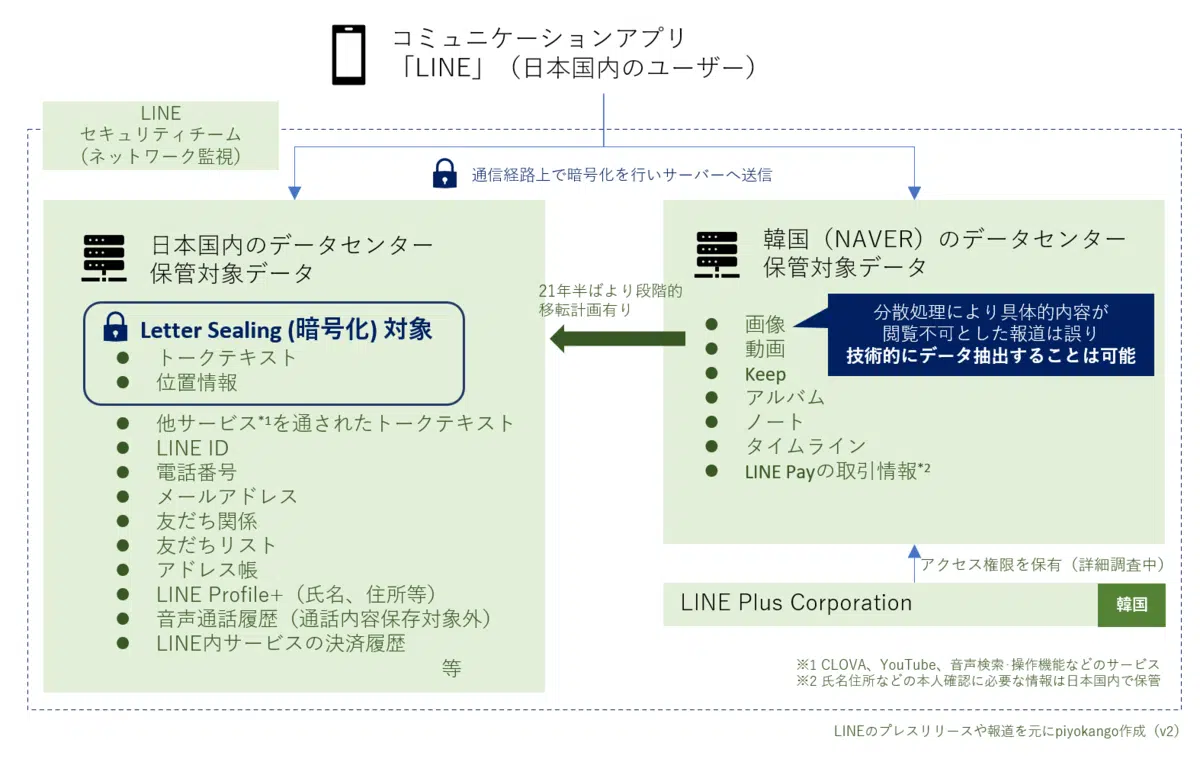 コミュニケーションアプリ
「LINE」（日本国内のユーザー）
LINE
セキュリティチーム
（ネットワーク監視）
通信経路上で暗号化を行いサーバーへ送信
日本国内のデータセンター
保管対象データ
Letter Sealing (暗号化) 対象
● トークテキスト
● 位置情報
● 他サービス*1を通されたトークテキスト
● LINE ID
● 電話番号
● メールアドレス
● 友だち関係
● 友だちリスト
● アドレス帳
● LINE Profile+（氏名、住所等）
● 音声通話履歴（通話内容保存対象外）
● LINE内サービスの決済履歴
等
21年半ばより段階的
移転計画有り
韓国（NAVER）のデータセンター
保管対象データ
● 画像
● 動画
● Keep
● アルバム
● ノート
● タイムライン
● LINE Payの取引情報*2
分散処理により具体的内容が
閲覧不可とした報道は誤り
技術的にデータ抽出することは可能
アクセス権限を保有（詳細調査中）
LINE Plus Corporation
韓国
※1 CLOVA、YouTube、音声検索･操作機能などのサービス
※2 氏名住所などの本人確認に必要な情報は日本国内で保管
LINEのプレスリリースや報道を元にpiyokango作成（v2）